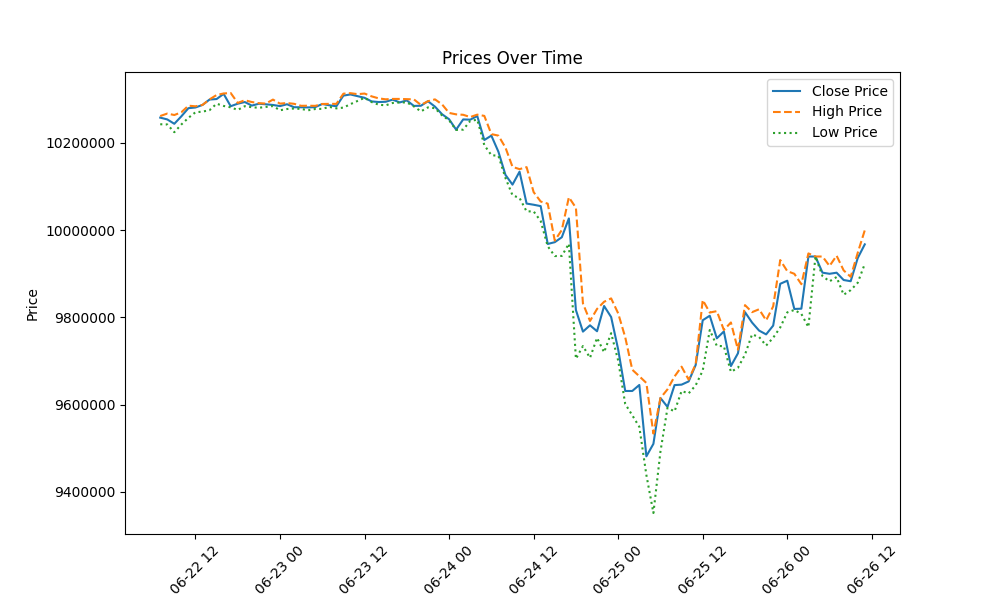 Prices Over Time
Close Price
High Price
Low Price
Price
10200000
10000000
9800000
9600000
9400000
06-22 12
06-23 00
06-23 12
06-24 00
06-24 12
06-25 00
06-25 12
06-26 00
06-26 12